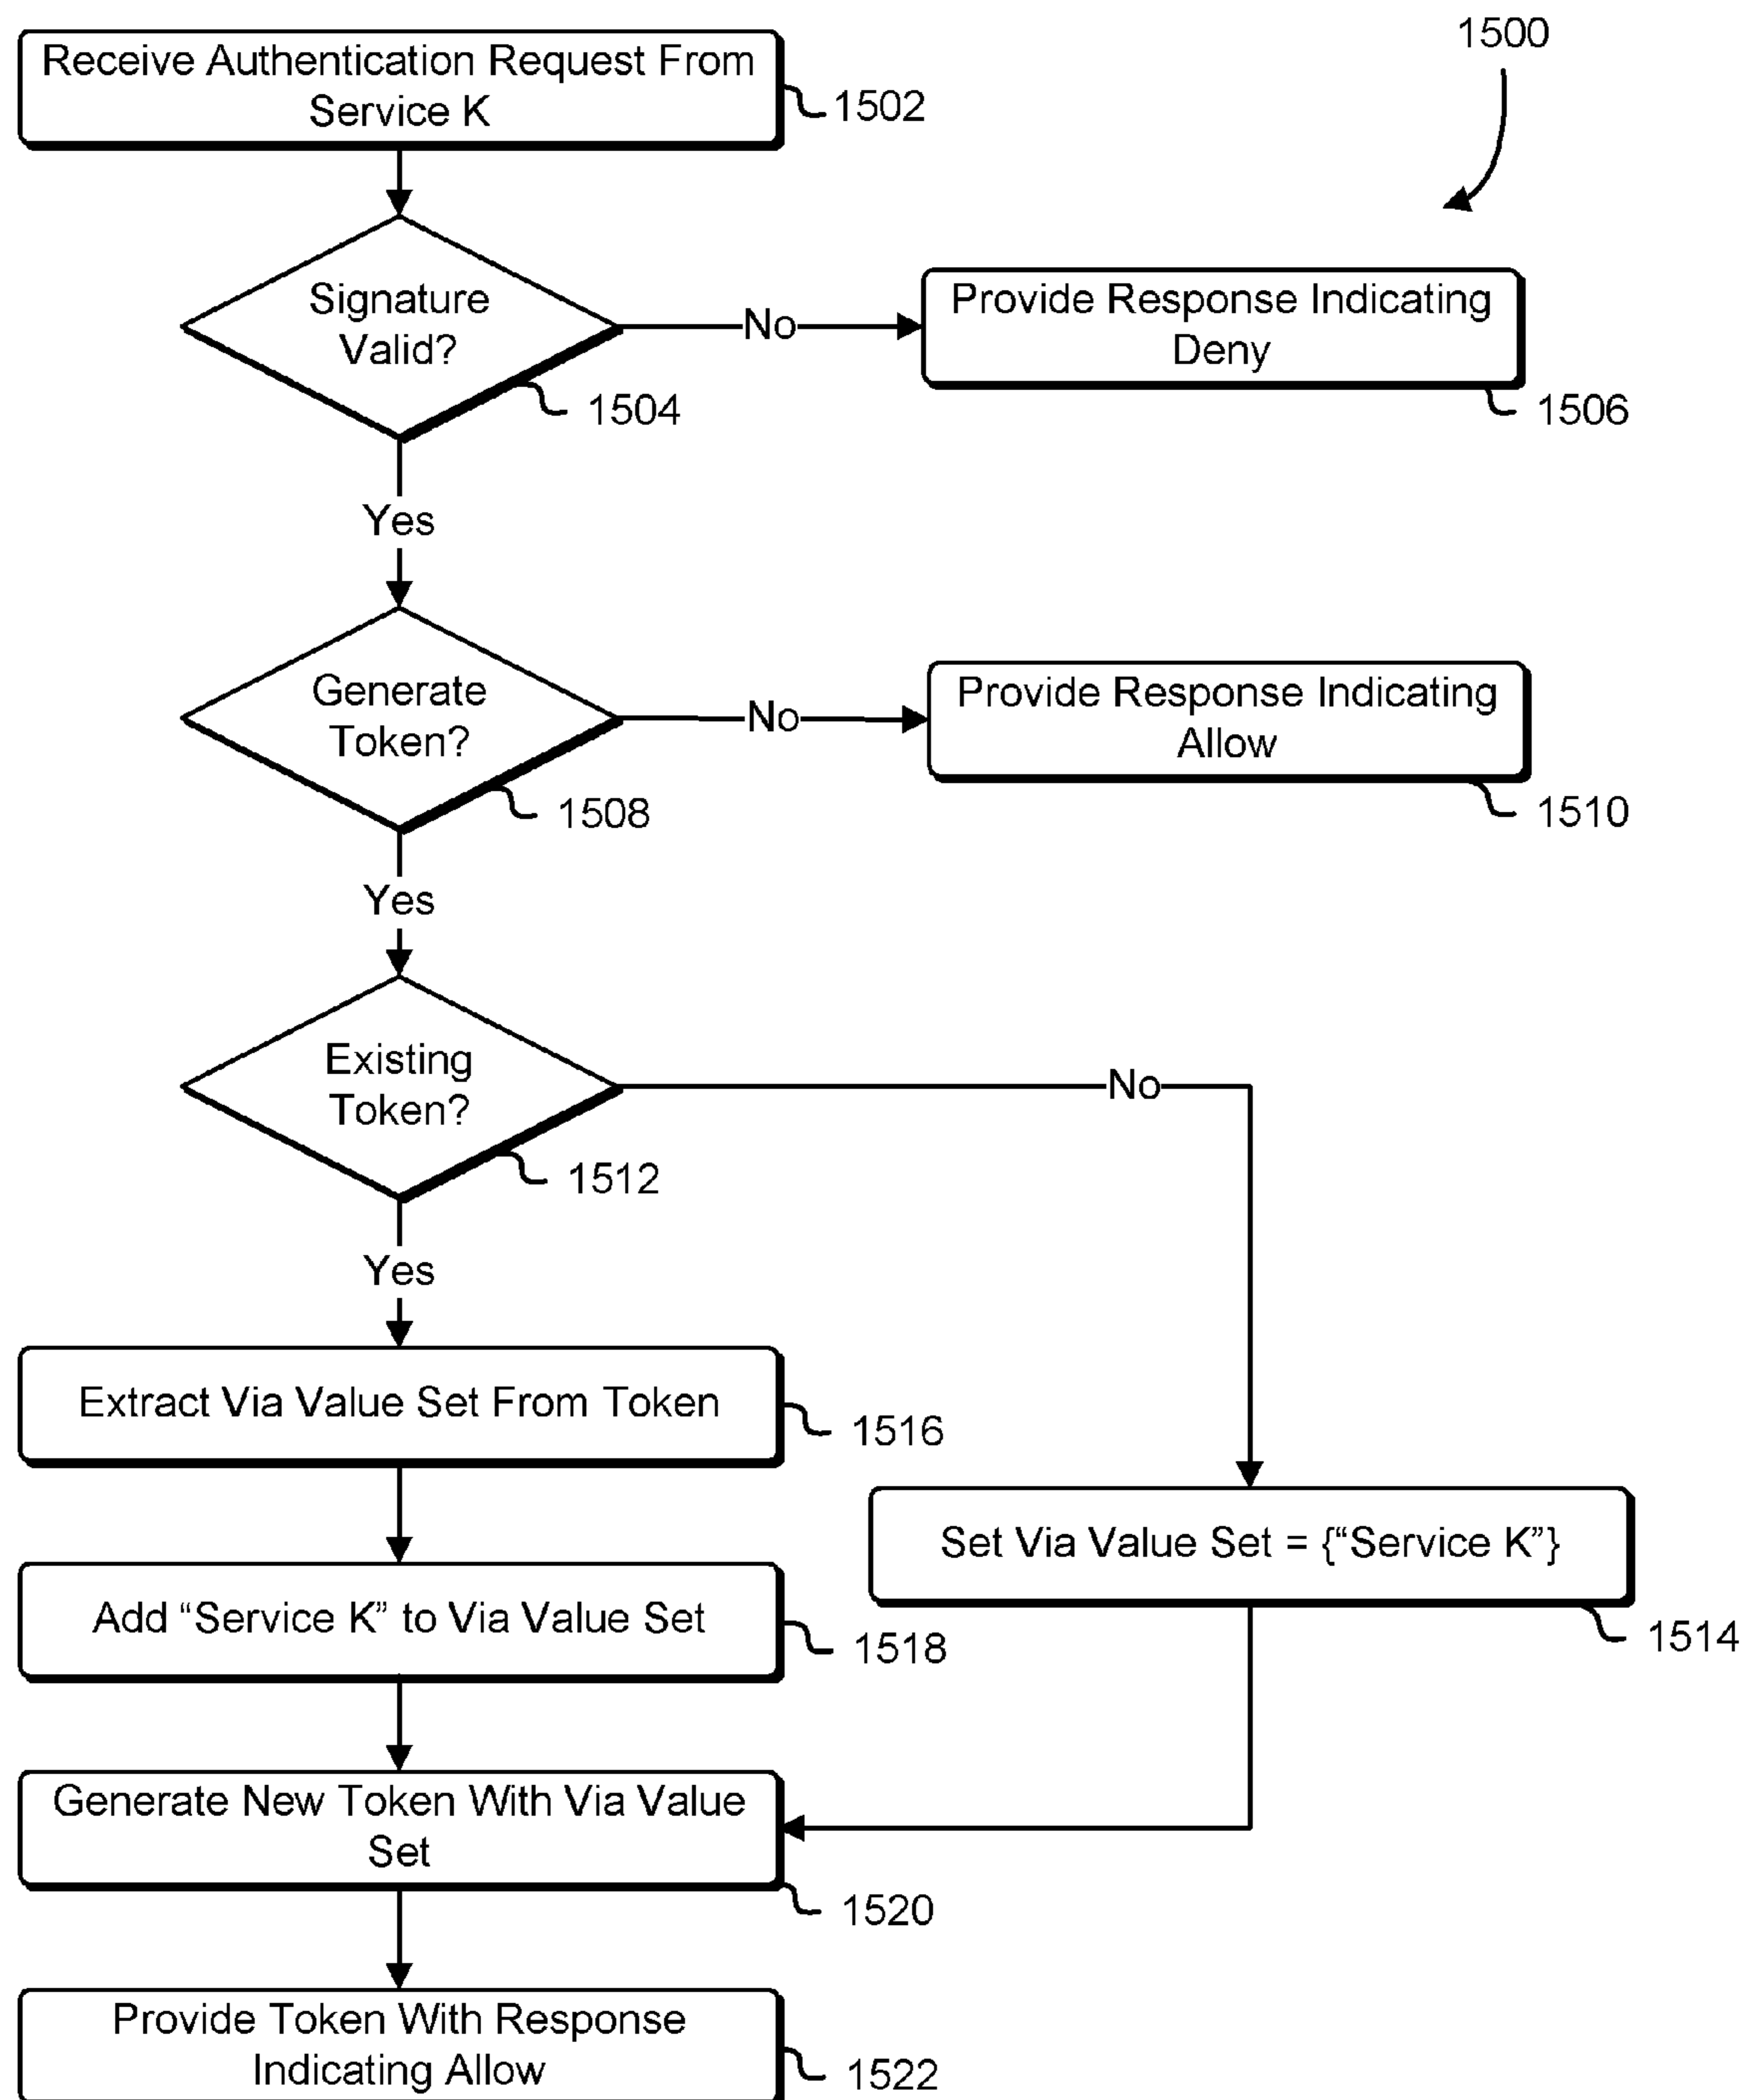 1500
Receive Authentication Request From
Service K
1502
Signature
Valid?
1504
No
Provide Response Indicating
Deny
1506
Yes
Generate
Token?
1508
No
Provide Response Indicating
Allow
1510
Yes
Existing
Token?
1512
No
Yes
Extract Via Value Set From Token
1516
Set Via Value Set = {“Service K”}
1514
Add “Service K” to Via Value Set
1518
Generate New Token With Via Value
Set
1520
Provide Token With Response
Indicating Allow
1522